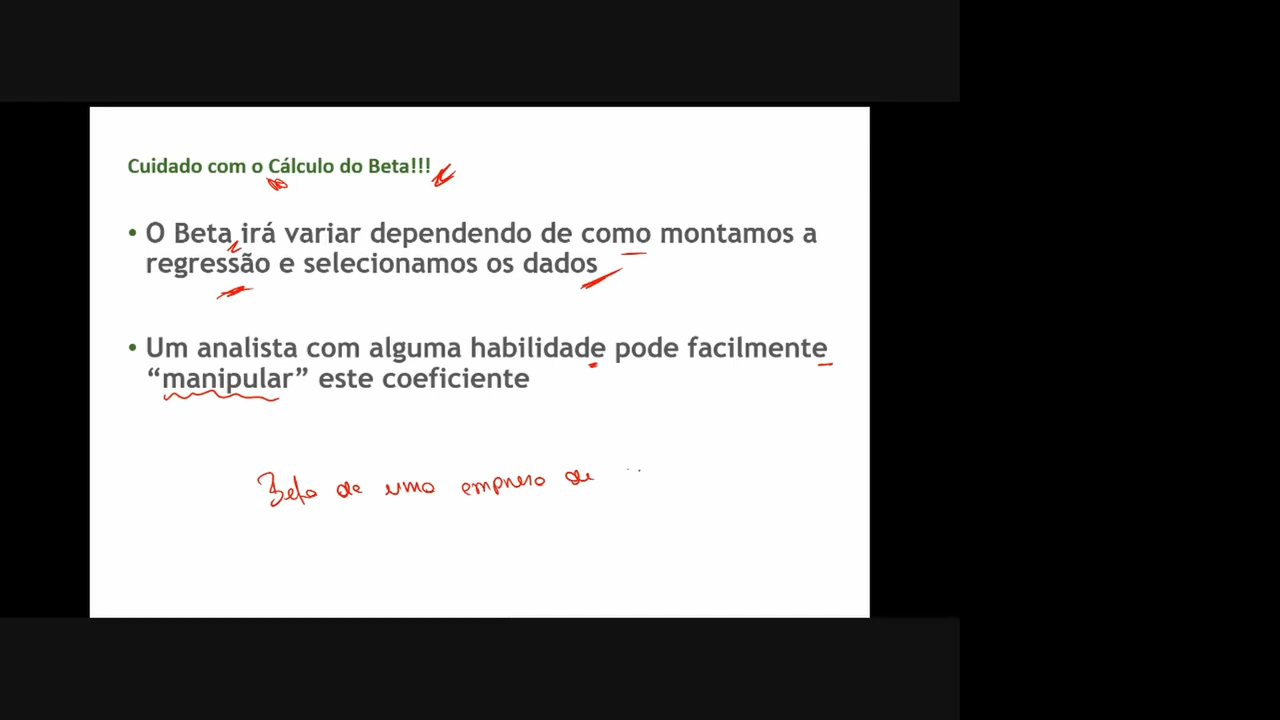 Cuidado com o Cálculo do Beta!!!
• O Beta irá variar dependendo de como montamos a
regressão e selecionamos os dados
• Um analista com alguma habilidade pode facilmente
“manipular” este coeficiente
Beta de uma empresa de